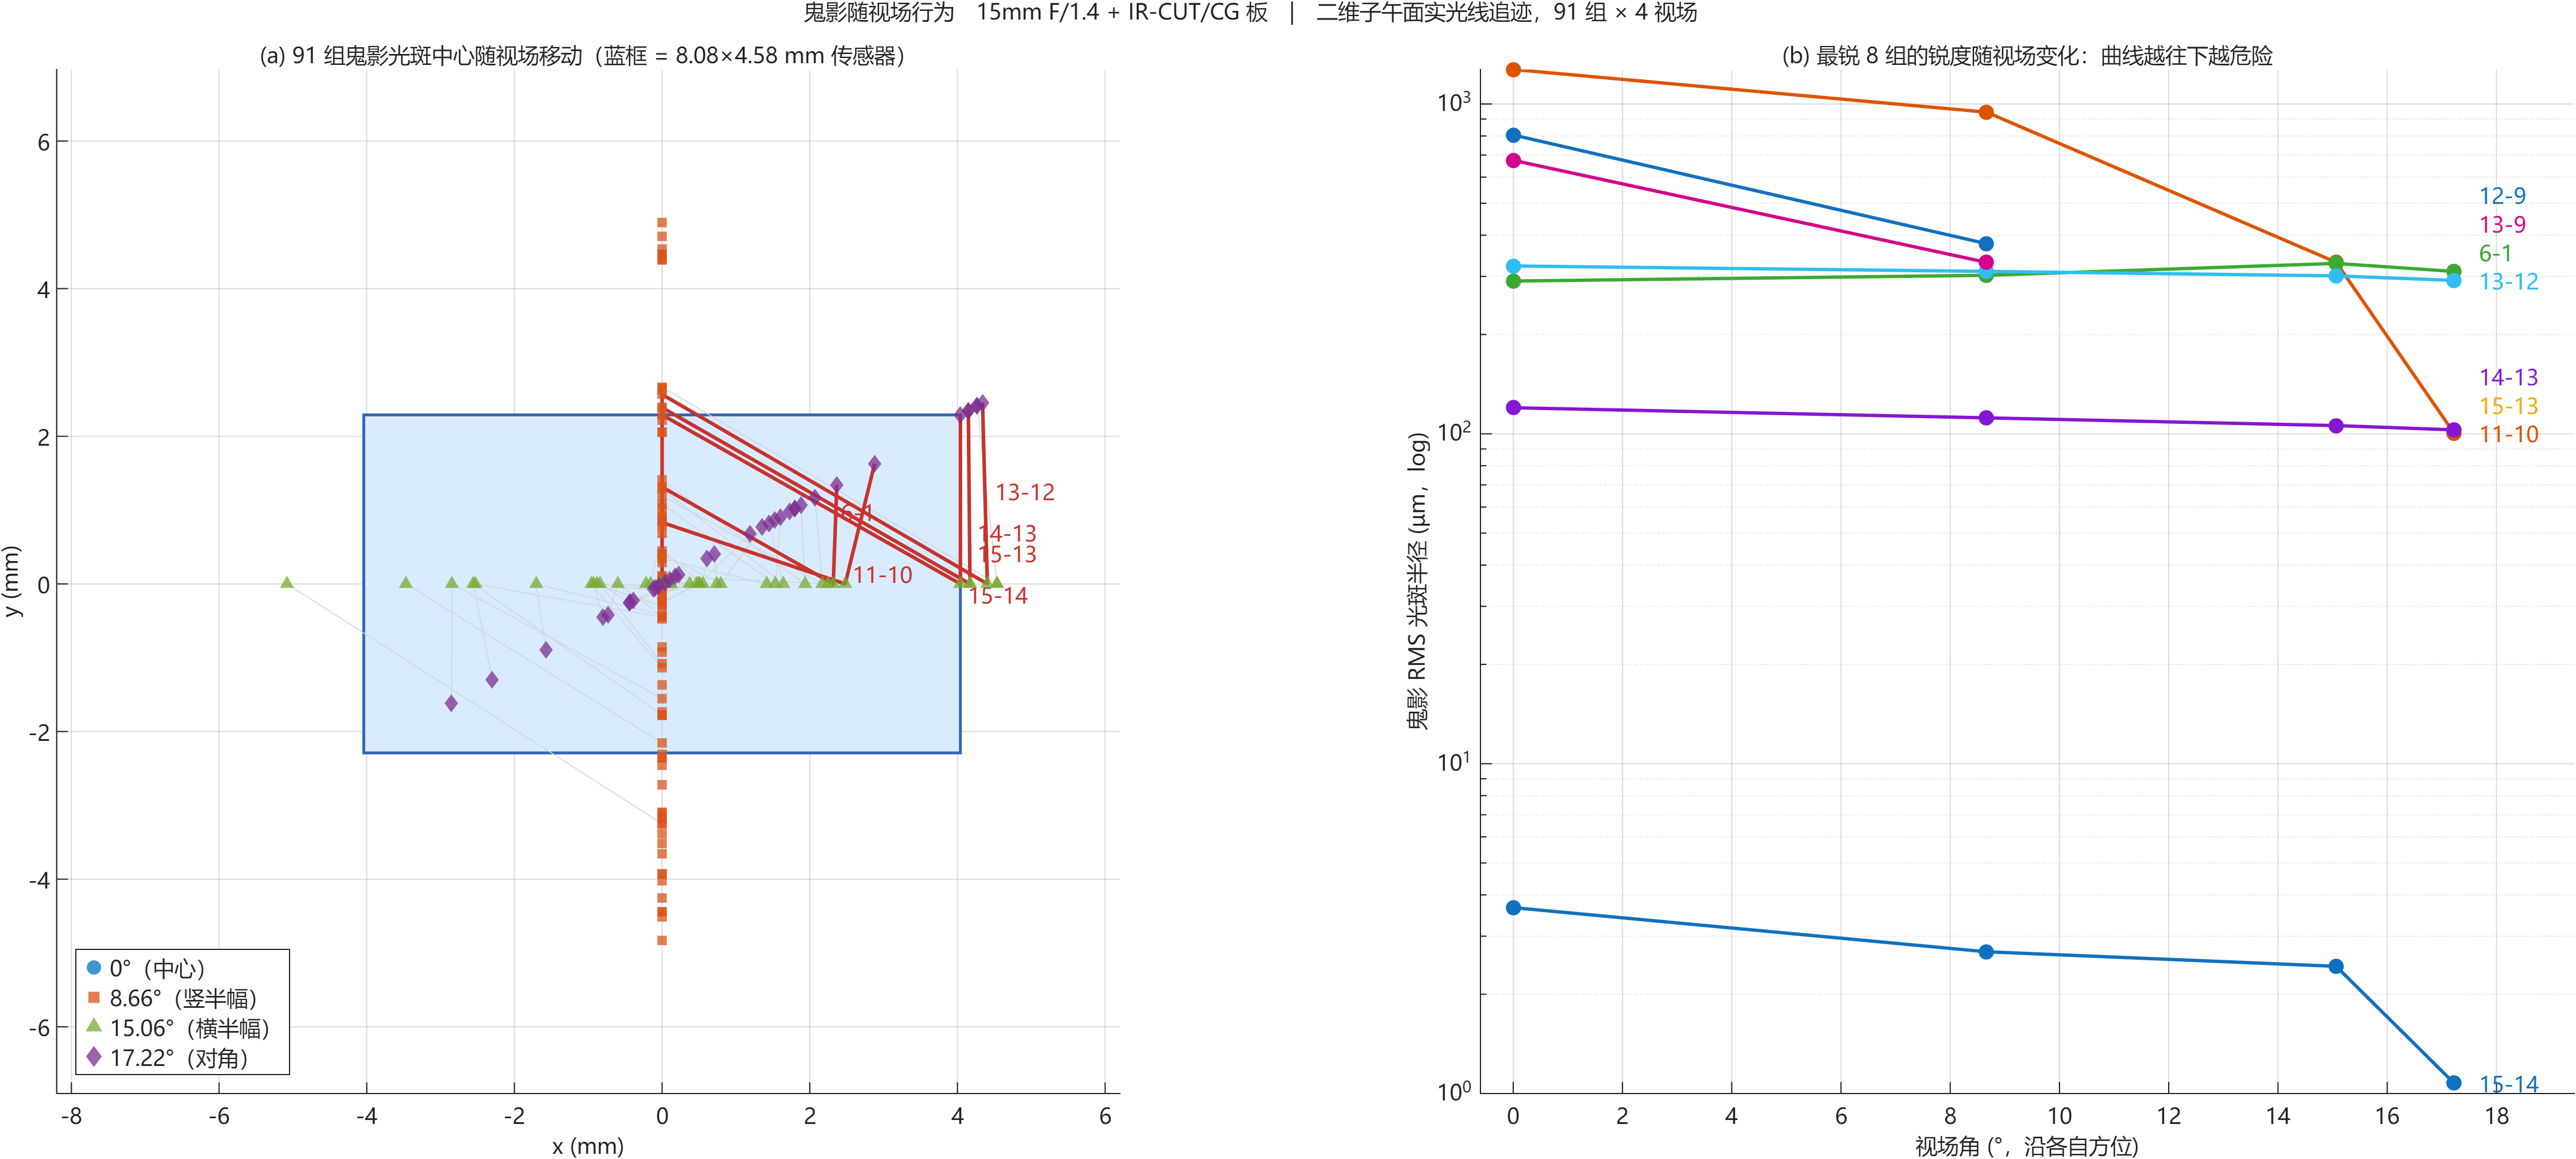 鬼影随视场行为 15mm F/1.4 + IR-CUT/CG 板 | 二维子午面实光线追迹，91 组 × 4 视场
(a) 91 组鬼影光斑中心随视场移动（蓝框 = 8.08×4.58 mm 传感器）
y (mm)
6
4
2
0
-2
-4
-6
6-1
13-12
14-13
15-13
11-10
15-14
0°（中心）
8.66°（竖半幅）
15.06°（横半幅）
17.22°（对角）
-8 -6 -4 -2 0 2 4 6
x (mm)
(b) 最锐 8 组的锐度随视场变化：曲线越往下越危险
鬼影 RMS 光斑半径 (μm，log)
10³
10²
10¹
10⁰
12-9
13-9
6-1
13-12
14-13
15-13
11-10
15-14
0 2 4 6 8 10 12 14 16 18
视场角 (°，沿各自方位)